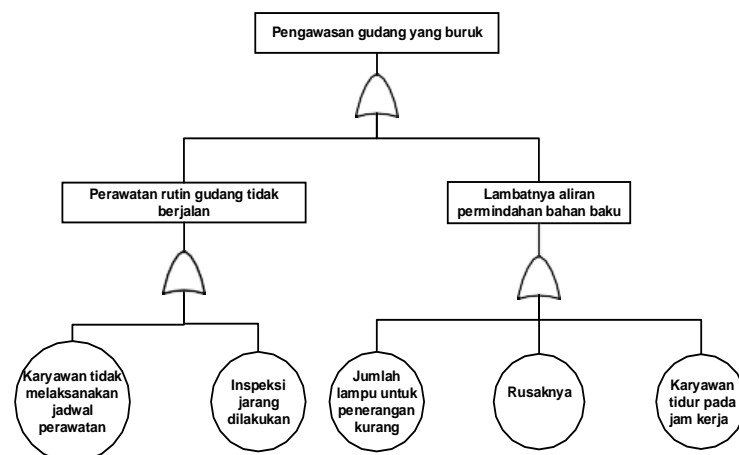 Pengawasan gudang yang buruk
Perawatan rutin gudang tidak
berjalan
Lambatnya aliran
permindahan bahan baku
Karyawan tidak
melaksanakan
jadwal
perawatan
Inspeksi
jarang
dilakukan
Jumlah
lampu untuk
penerangan
kurang
Rusaknya
Karyawan
tidur pada
jam kerja